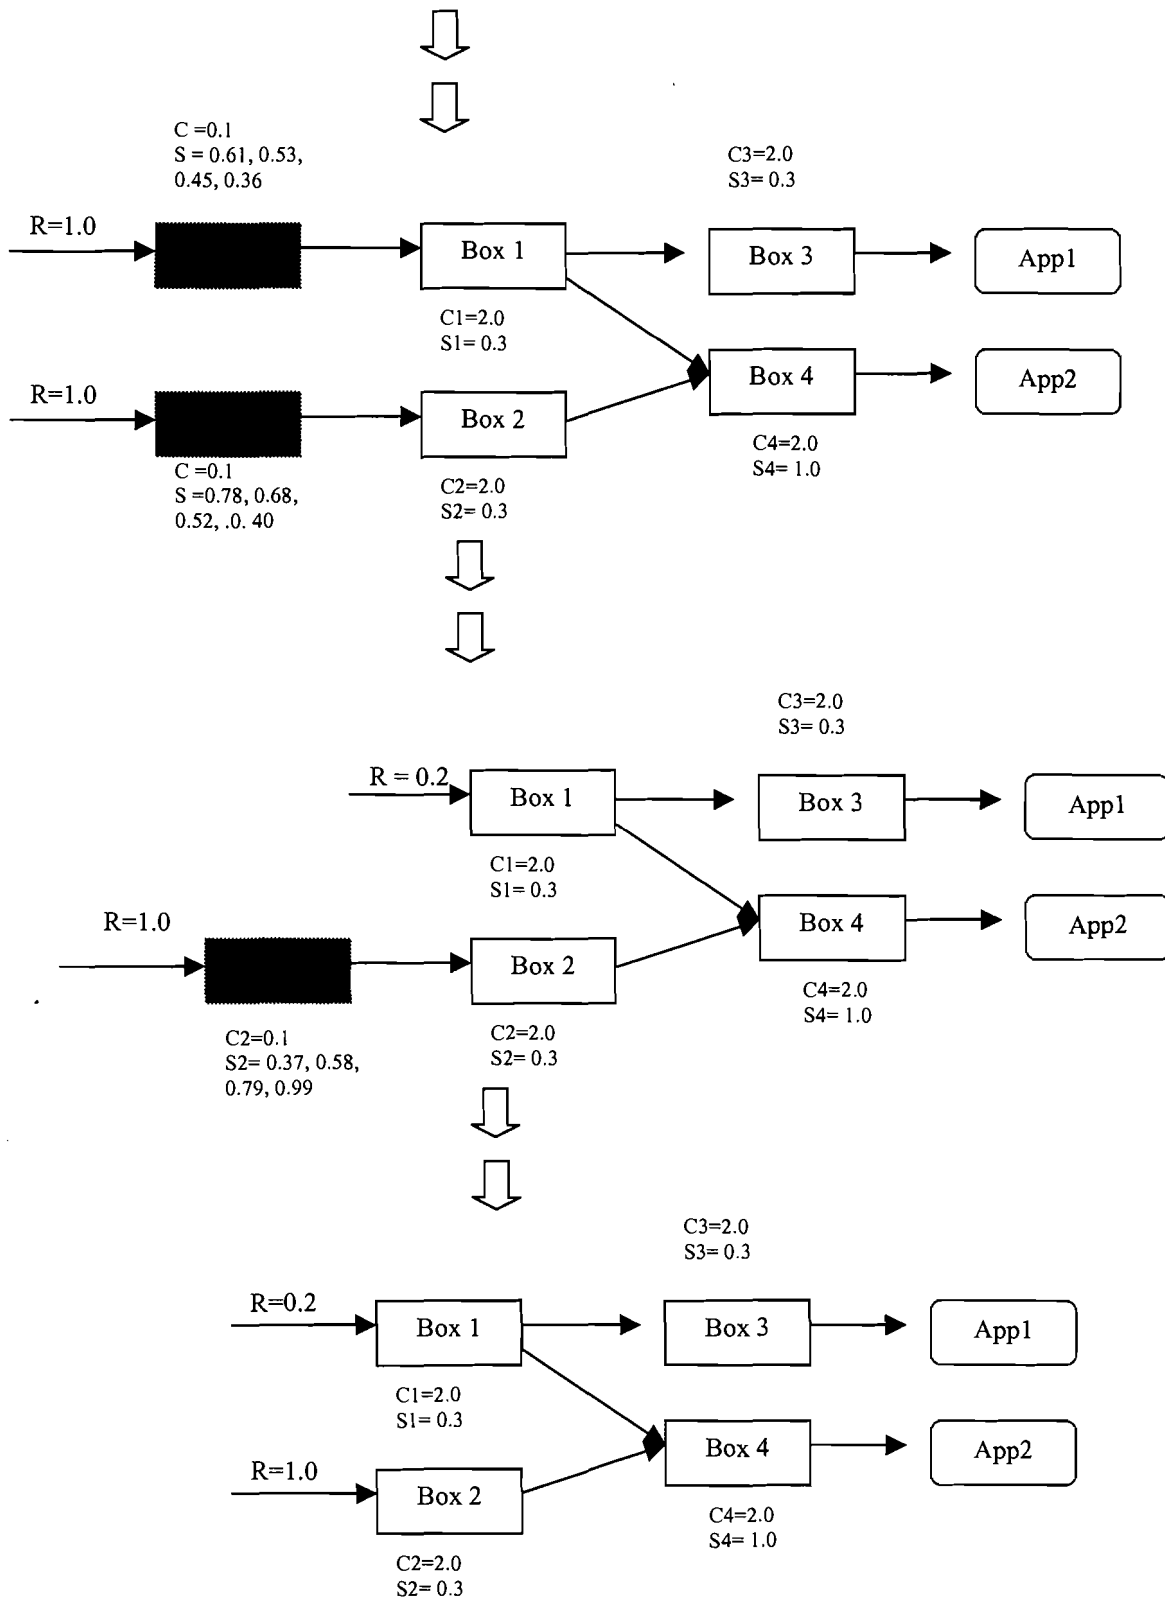 C =0.1
S = 0.61, 0.53,
0.45, 0.36
C3=2.0
S3= 0.3
R=1.0
Box 1
Box 3
App1
C1=2.0
S1= 0.3
R=1.0
Box 2
Box 4
App2
C =0.1
S =0.78, 0.68,
0.52, .0. 40
C2=2.0
S2= 0.3
C4=2.0
S4= 1.0
C3=2.0
S3= 0.3
R = 0.2
Box 1
Box 3
App1
C1=2.0
S1= 0.3
R=1.0
Box 2
Box 4
App2
C2=0.1
S2= 0.37, 0.58,
0.79, 0.99
C2=2.0
S2= 0.3
C4=2.0
S4= 1.0
C3=2.0
S3= 0.3
R=0.2
Box 1
Box 3
App1
C1=2.0
S1= 0.3
R=1.0
Box 2
Box 4
App2
C2=2.0
S2= 0.3
C4=2.0
S4= 1.0